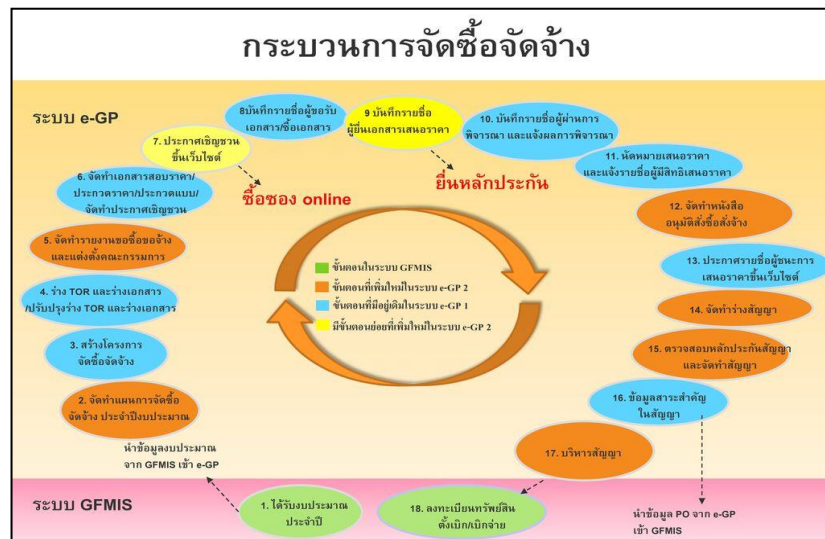 กระบวนการจัดซื้อจัดจ้าง
ระบบ e-GP
1. ได้รับงบประมาณ
ประจำปี
นำข้อมูลงบประมาณ
จาก GFMIS เข้า e-GP
2. จัดทำแผนการจัดซื้อ
จัดจ้าง ประจำปีงบประมาณ
3. สร้างโครงการ
จัดซื้อจัดจ้าง
4. ร่าง TOR และร่างเอกสาร
/ปรับปรุงร่าง TOR และร่างเอกสาร
5. จัดทำรายงานขอซื้อขอจ้าง
และแต่งตั้งคณะกรรมการ
6. จัดทำเอกสารสอบราคา/
ประกวดราคา/ประกวดแบบ/
จัดทำประกาศเชิญชวน
7. ประกาศเชิญชวน
ขึ้นเว็บไซต์
ซื้อซอง online
8บันทึกรายชื่อผู้ขอรับ
เอกสาร/ซื้อเอกสาร
9 บันทึกรายชื่อ
ผู้ยื่นเอกสารเสนอราคา
ยื่นหลักประกัน
10. บันทึกรายชื่อผู้ผ่านการ
พิจารณา และแจ้งผลการพิจารณา
11. นัดหมายเสนอราคา
และแจ้งรายชื่อผู้มีสิทธิเสนอราคา
12. จัดทำหนังสือ
อนุมัติสั่งซื้อสั่งจ้าง
13. ประกาศรายชื่อผู้ชนะการ
เสนอราคาขึ้นเว็บไซต์
14. จัดทำร่างสัญญา
15. ตรวจสอบหลักประกันสัญญา
และจัดทำสัญญา
16. ข้อมูลสาระสำคัญ
ในสัญญา
17. บริหารสัญญา
18. ลงทะเบียนทรัพย์สิน
ตั้งเบิก/เบิกจ่าย
นำข้อมูล PO จาก e-GP
เข้า GFMIS
ขั้นตอนในระบบ GFMIS
ขั้นตอนที่เพิ่มใหม่ในระบบ e-GP 2
ขั้นตอนที่มีอยู่เดิมในระบบ e-GP 1
มีขั้นตอนย่อยที่เพิ่มใหม่ในระบบ e-GP 2
ระบบ GFMIS